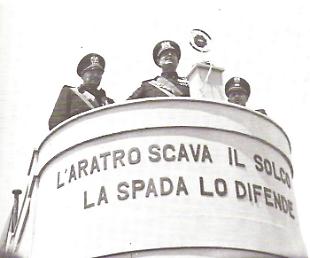 L'ARATRO SCAVA IL SOLCO
LA SPADA LO DIFENDE